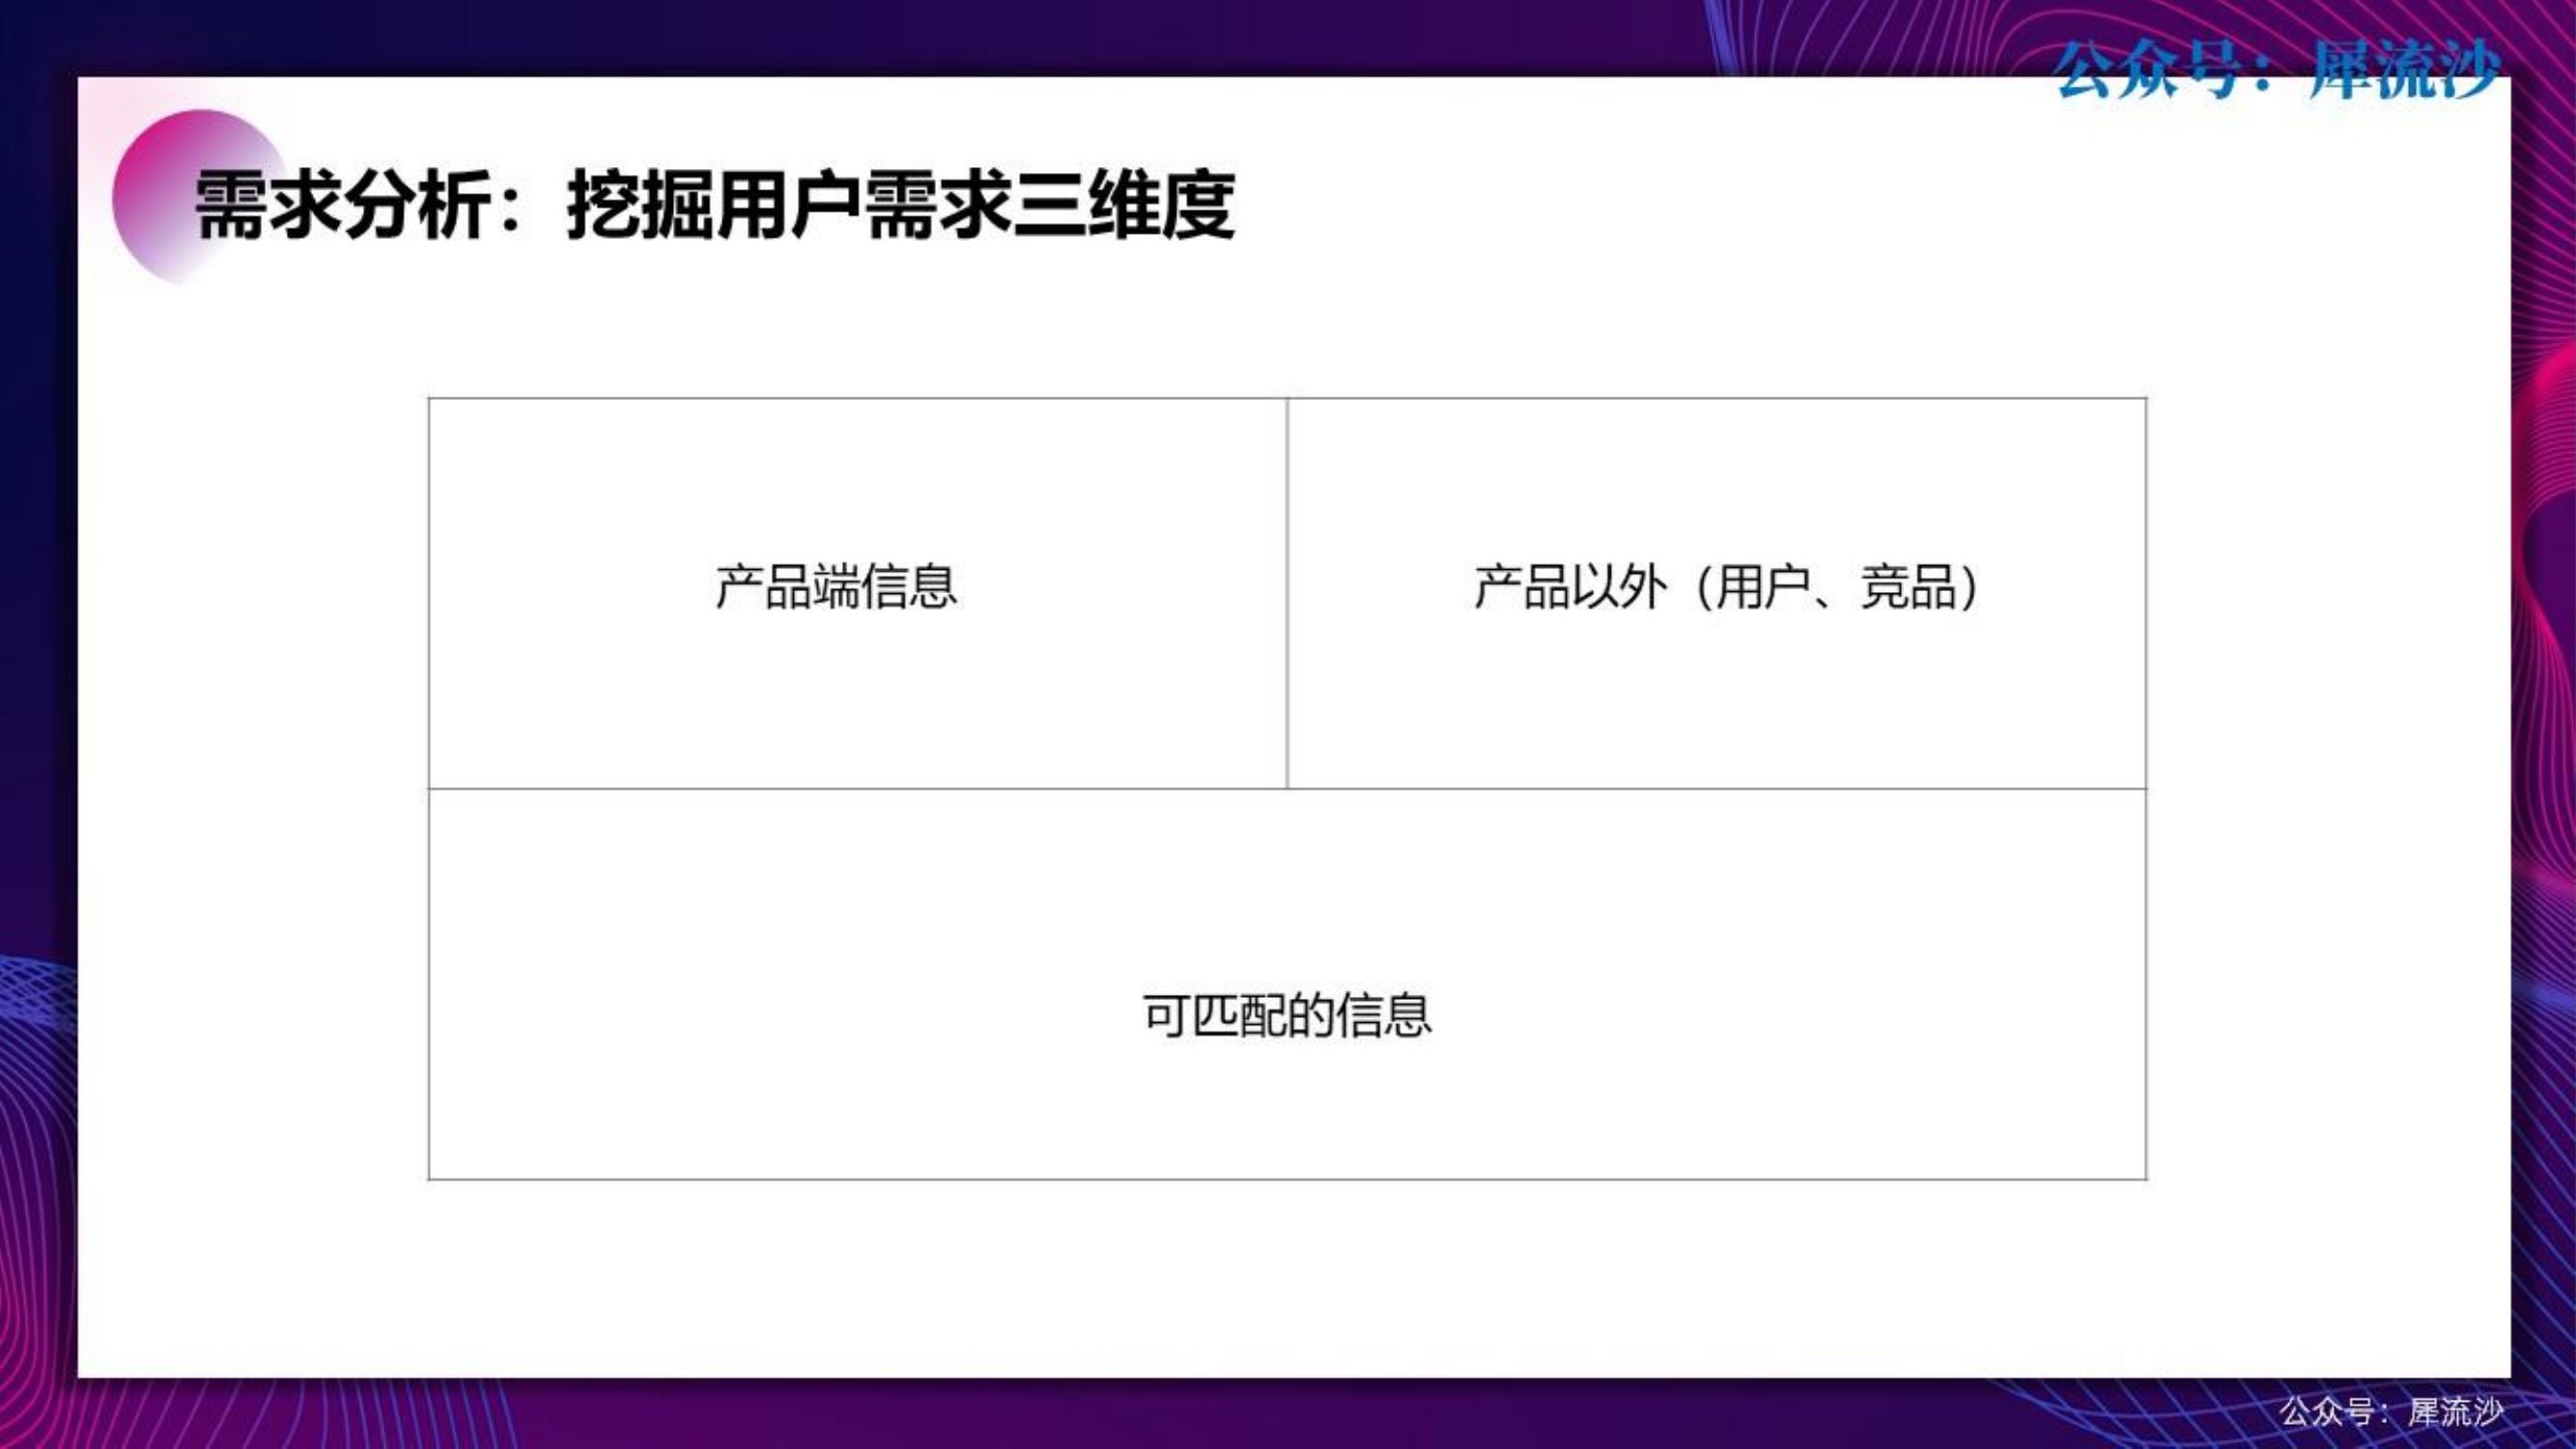 公众号：犀流沙
需求分析：挖掘用户需求三维度
产品端信息
产品以外（用户、竞品）
可匹配的信息
公众号：犀流沙